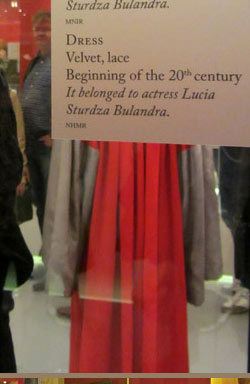 Sturdza Bulandra.
MNIR
DRESS
Velvet, lace
Beginning of the 20th century
It belonged to actress Lucia
Sturdza Bulandra.
NHMR